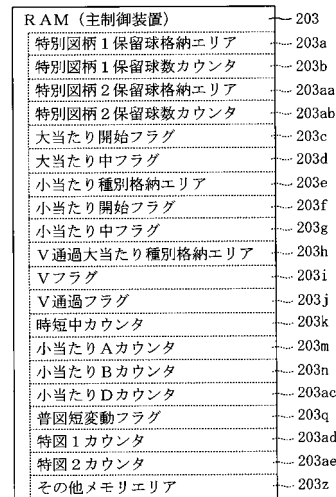 RAM（主制御装置） 203
特別図柄１保留球格納エリア 203a
特別図柄１保留球数カウンタ 203b
特別図柄２保留球格納エリア 203aa
特別図柄２保留球数カウンタ 203ab
大当たり開始フラグ 203c
大当たり中フラグ 203d
小当たり種別格納エリア 203e
小当たり開始フラグ 203f
小当たり中フラグ 203g
Ｖ通過大当たり種別格納エリア 203h
Ｖフラグ 203i
Ｖ通過フラグ 203j
時短中カウンタ 203k
小当たりＡカウンタ 203m
小当たりＢカウンタ 203n
小当たりＤカウンタ 203ac
普図短変動フラグ 203q
特図１カウンタ 203ad
特図２カウンタ 203ae
その他メモリエリア 203z